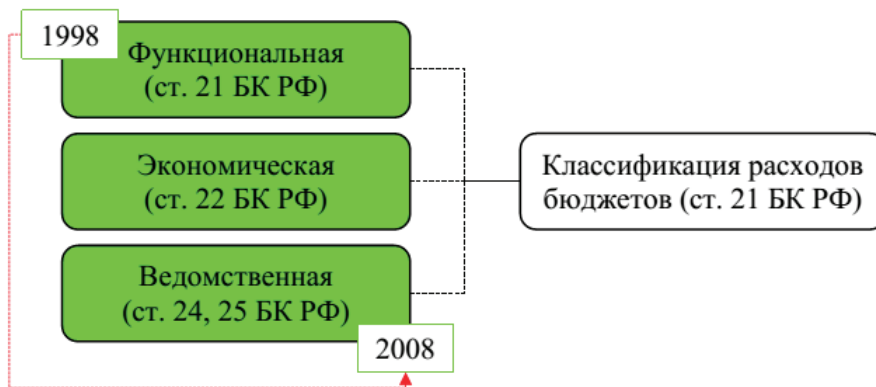 1998
Функциональная
(ст. 21 БК РФ)
Экономическая
(ст. 22 БК РФ)
Классификация расходов
бюджетов (ст. 21 БК РФ)
Ведомственная
(ст. 24, 25 БК РФ)
2008